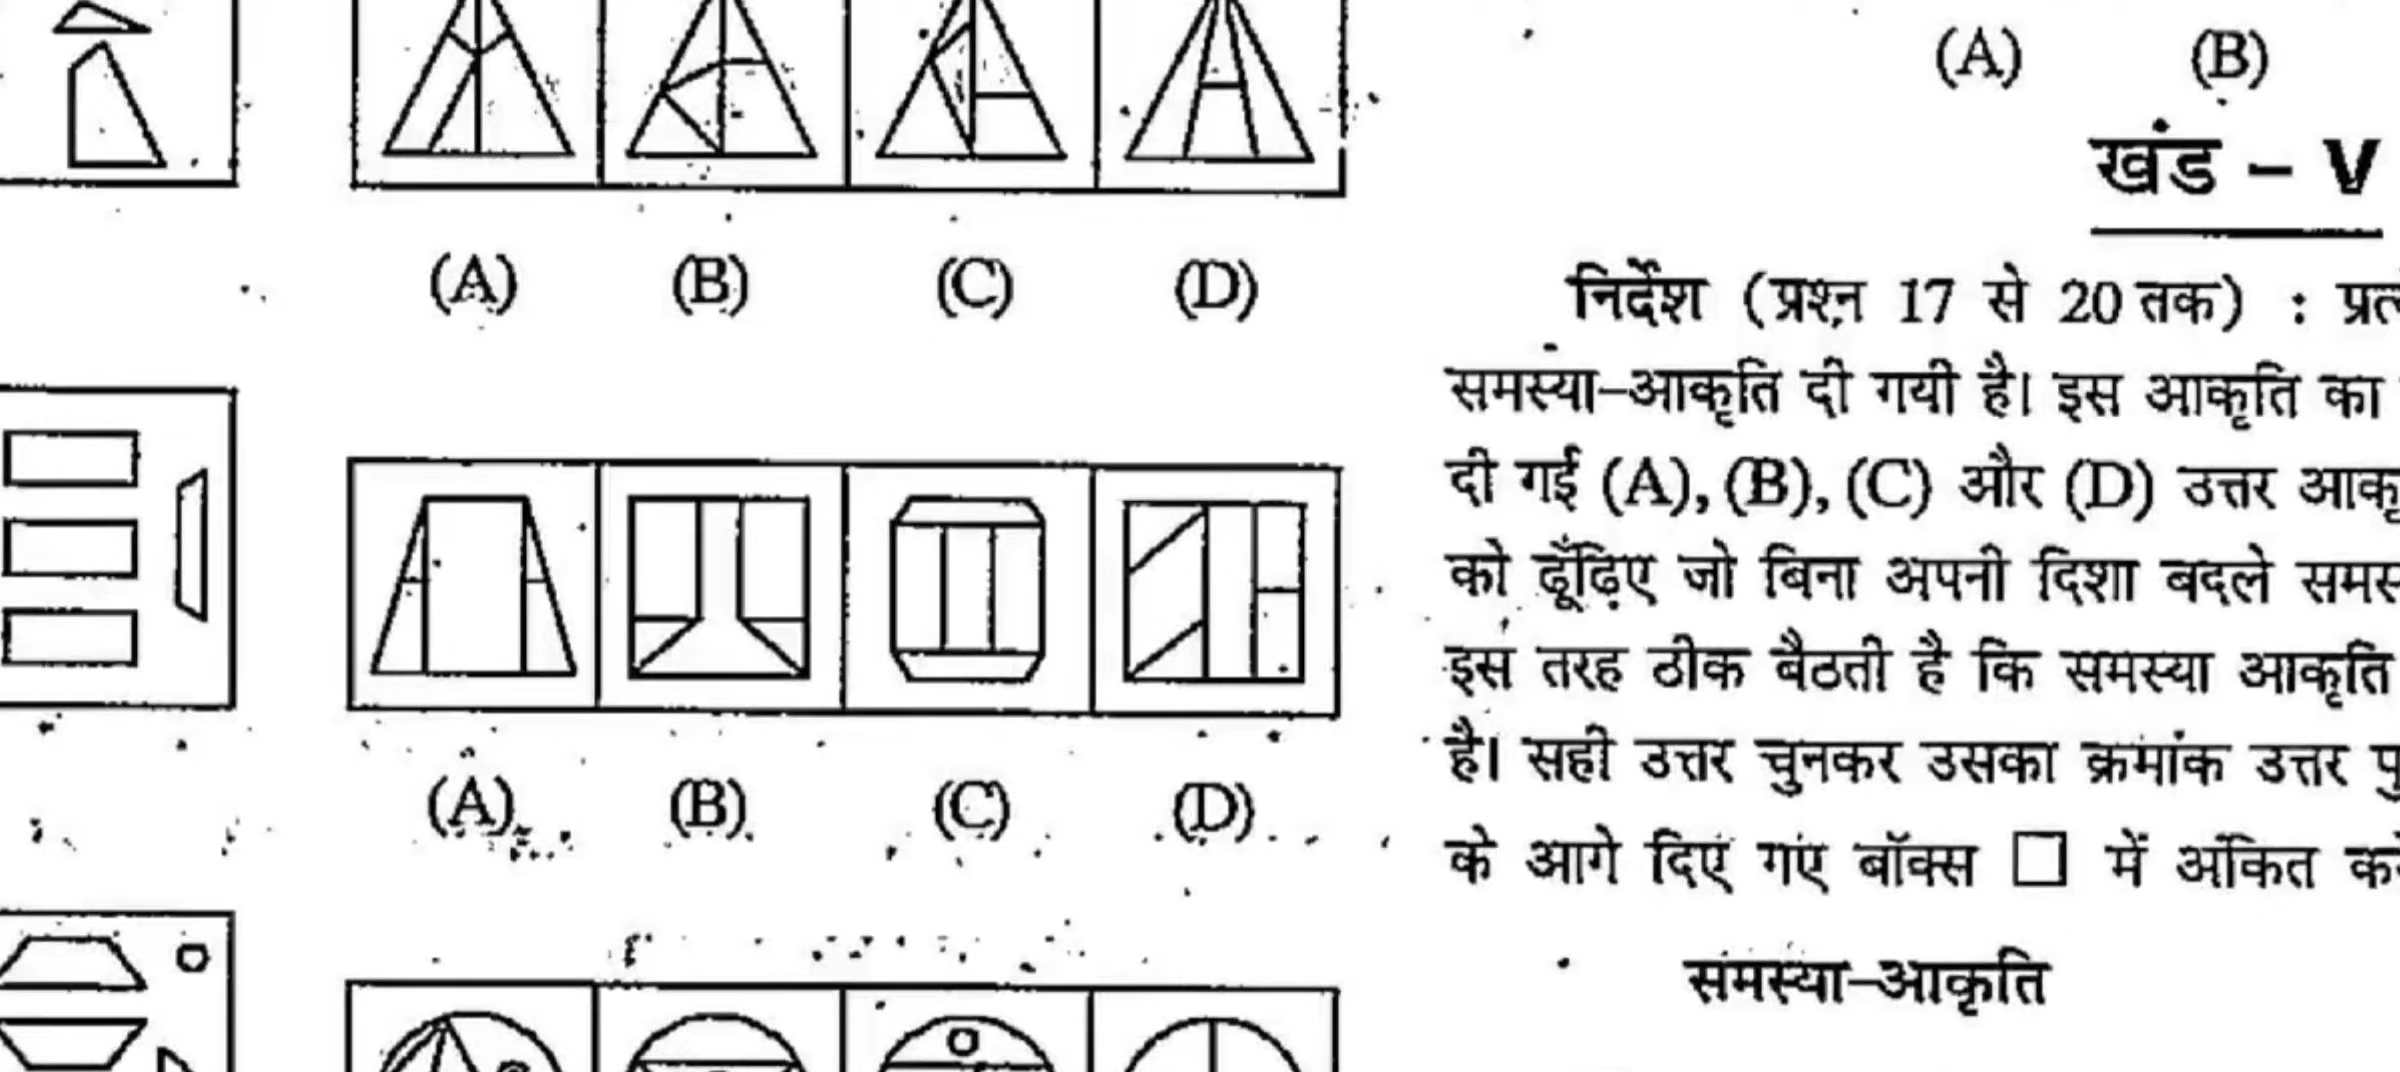 (A) (B) (C) (D)
(A) (B) (C) (D)
(A) (B)
खंड – V
निर्देश (प्रश्न 17 से 20 तक) :
समस्या–आकृति दी गयी है। इस आकृति का
दी गई (A), (B), (C) और (D) उत्तर
को ढूँढ़िए जो बिना अपनी दिशा बदले
इस तरह ठीक बैठती है कि समस्या आकृति
है। सही उत्तर चुनकर उसका क्रमांक उत्तर
के आगे दिए गए बॉक्स में अंकित
समस्या–आकृति